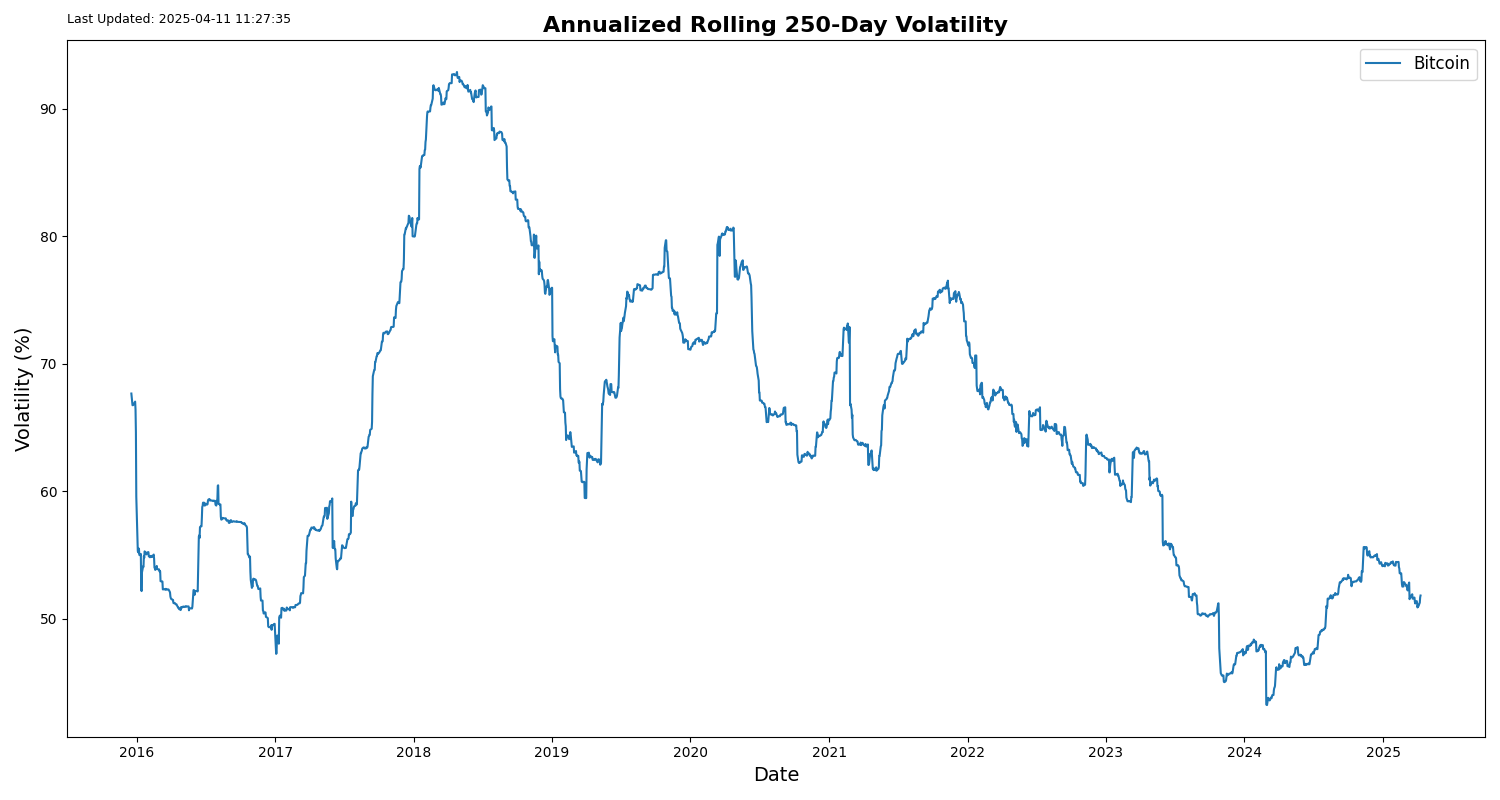 Last Updated: 2025-04-11 11:27:35
Annualized Rolling 250-Day Volatility
Bitcoin
Volatility (%)
90
80
70
60
50
2016 2017 2018 2019 2020 2021 2022 2023 2024 2025
Date